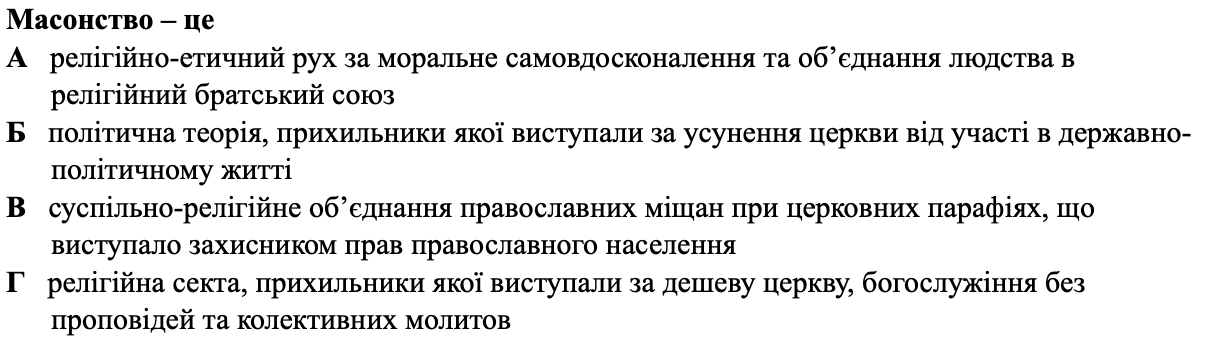 Масонство – це
А релігійно-етичний рух за моральне самовдосконалення та об’єднання людства в
релігійний братський союз
Б політична теорія, прихильники якої виступали за усунення церкви від участі в державно-
політичному житті
В суспільно-релігійне об’єднання православних міщан при церковних парафіях, що
виступало захисником прав православного населення
Г релігійна секта, прихильники якої виступали за дешеву церкву, богослужіння без
проповідей та колективних молитов